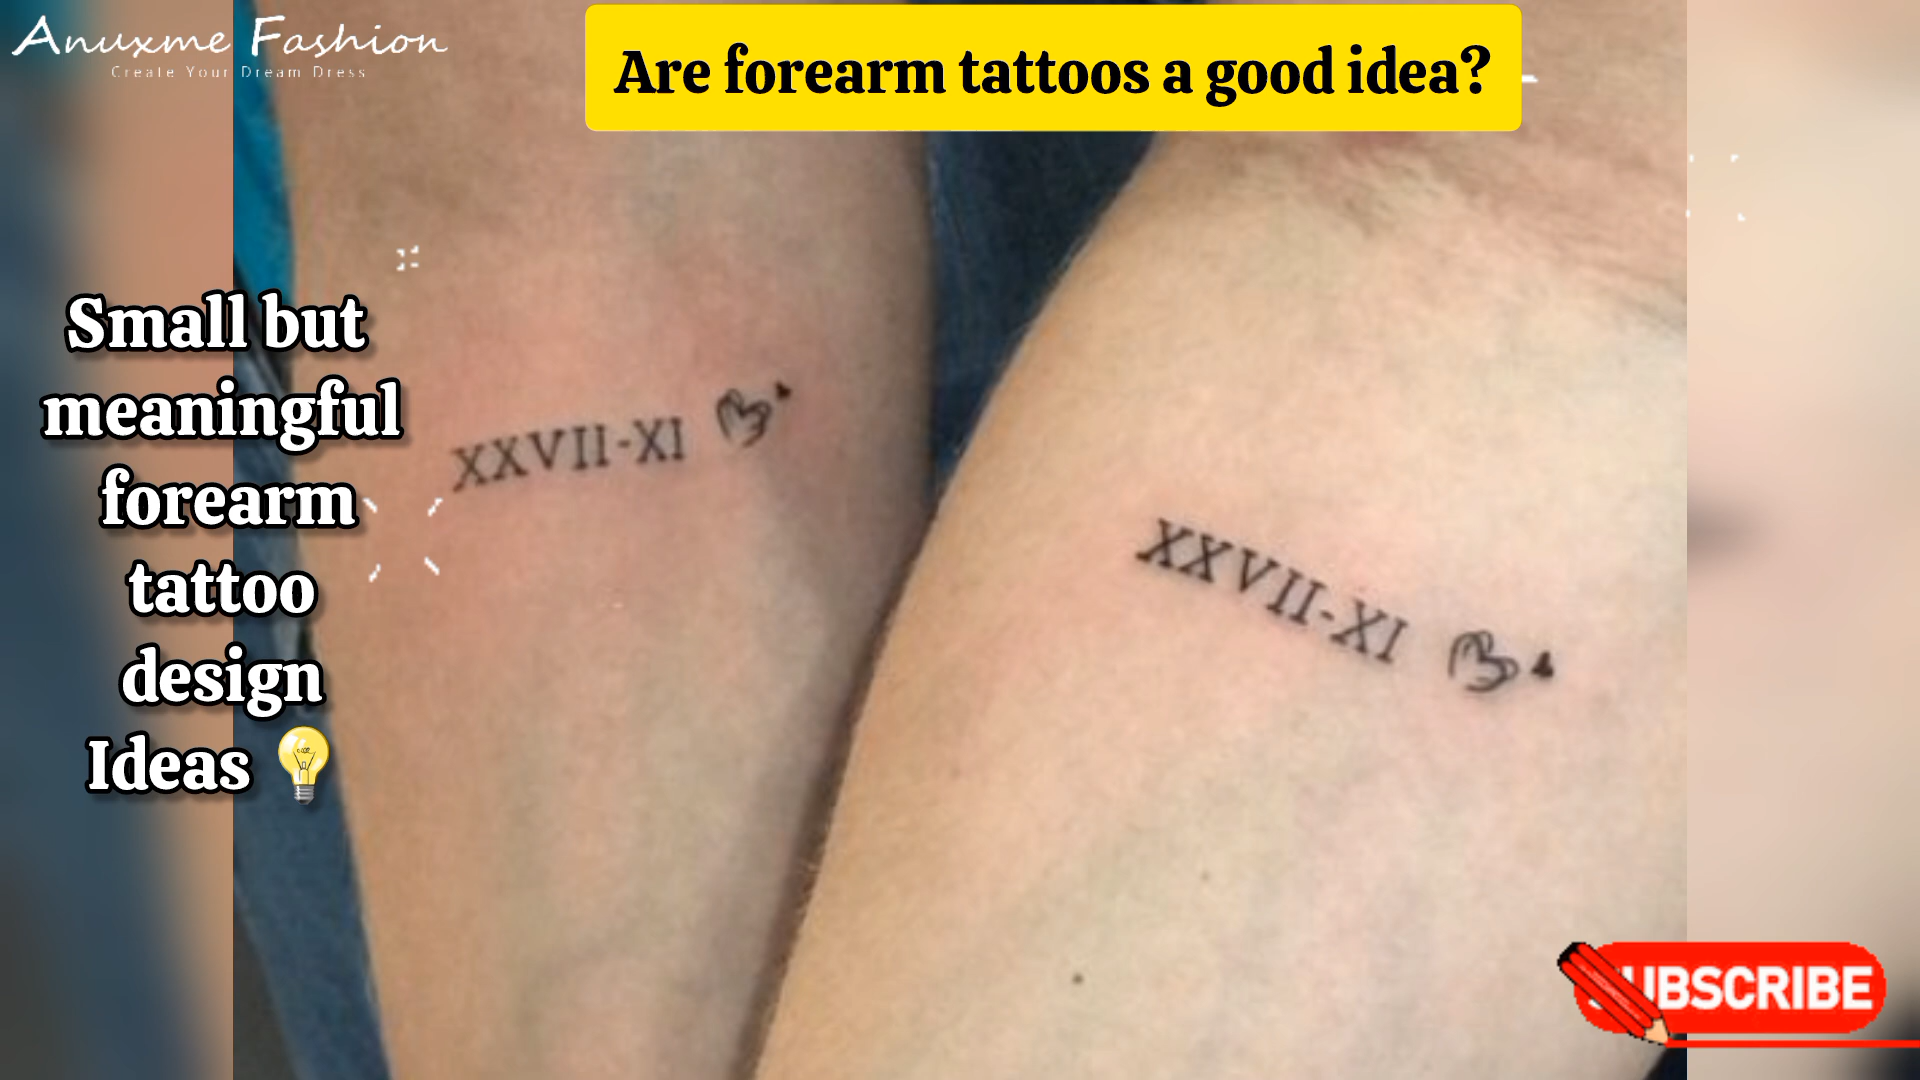 Anuxme Fashion
Create Your Dream Dress
Are forearm tattoos a good idea?
Small but
meaningful
forearm
tattoo
design
Ideas 💡
XXVII-XI
XXVII-XI
SUBSCRIBE